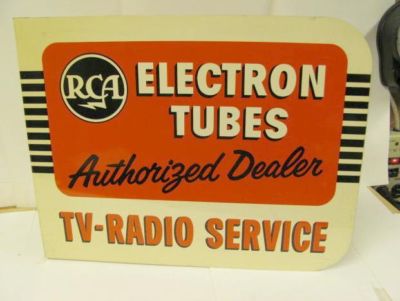 RCA
ELECTRON
TUBES
Authorized Dealer
TV-RADIO SERVICE